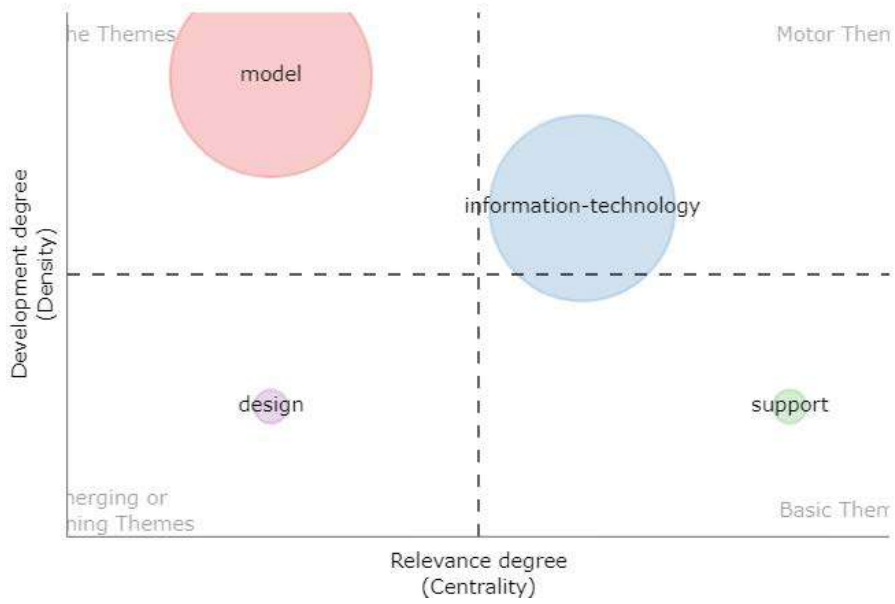 he Themes
Motor Then
model
information-technology
Development degree
(Density)
design
support
nerging or
ning Themes
Basic Them
Relevance degree
(Centrality)